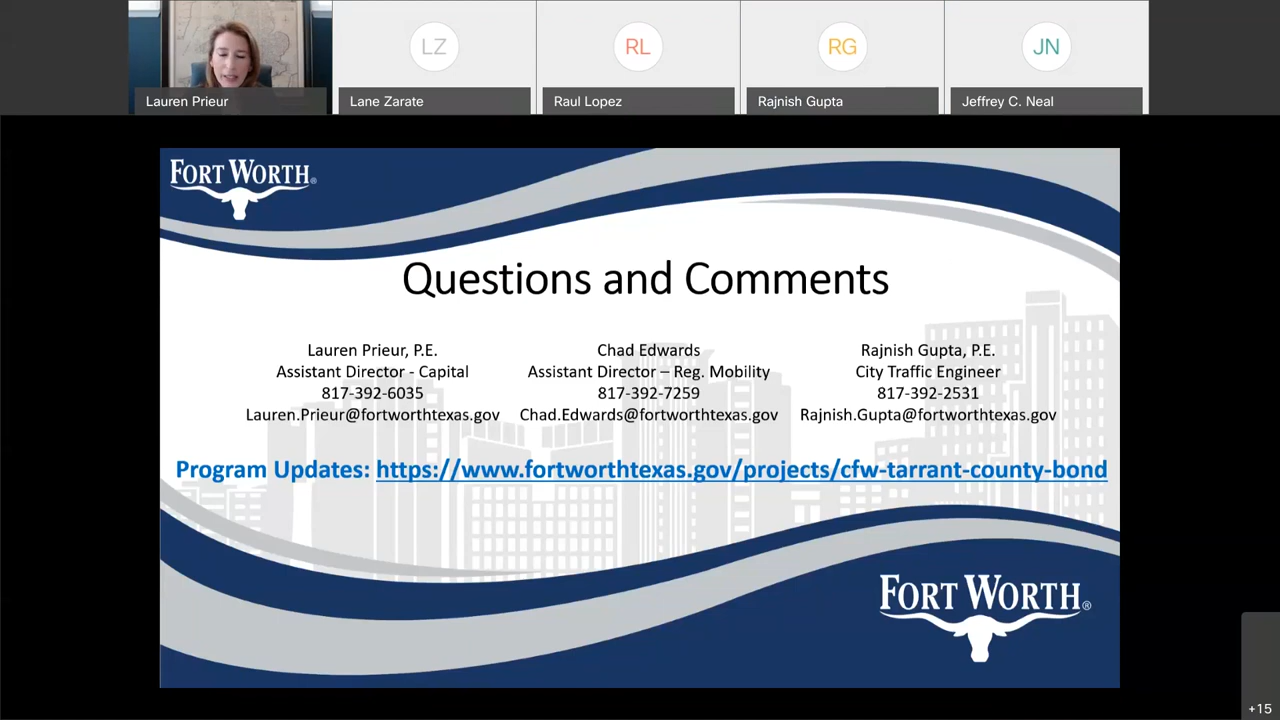 LZ
RL
RG
JN
Lauren Prieur
Lane Zarate
Raul Lopez
Rajnish Gupta
Jeffrey C. Neal
FORT WORTH®
Questions and Comments
Lauren Prieur, P.E.
Assistant Director - Capital
817-392-6035
Lauren.Prieur@fortworthtexas.gov
Chad Edwards
Assistant Director – Reg. Mobility
817-392-7259
Chad.Edwards@fortworthtexas.gov
Rajnish Gupta, P.E.
City Traffic Engineer
817-392-2531
Rajnish.Gupta@fortworthtexas.gov
Program Updates: https://www.fortworthtexas.gov/projects/cfw-tarrant-county-bond
FORT WORTH®
+15